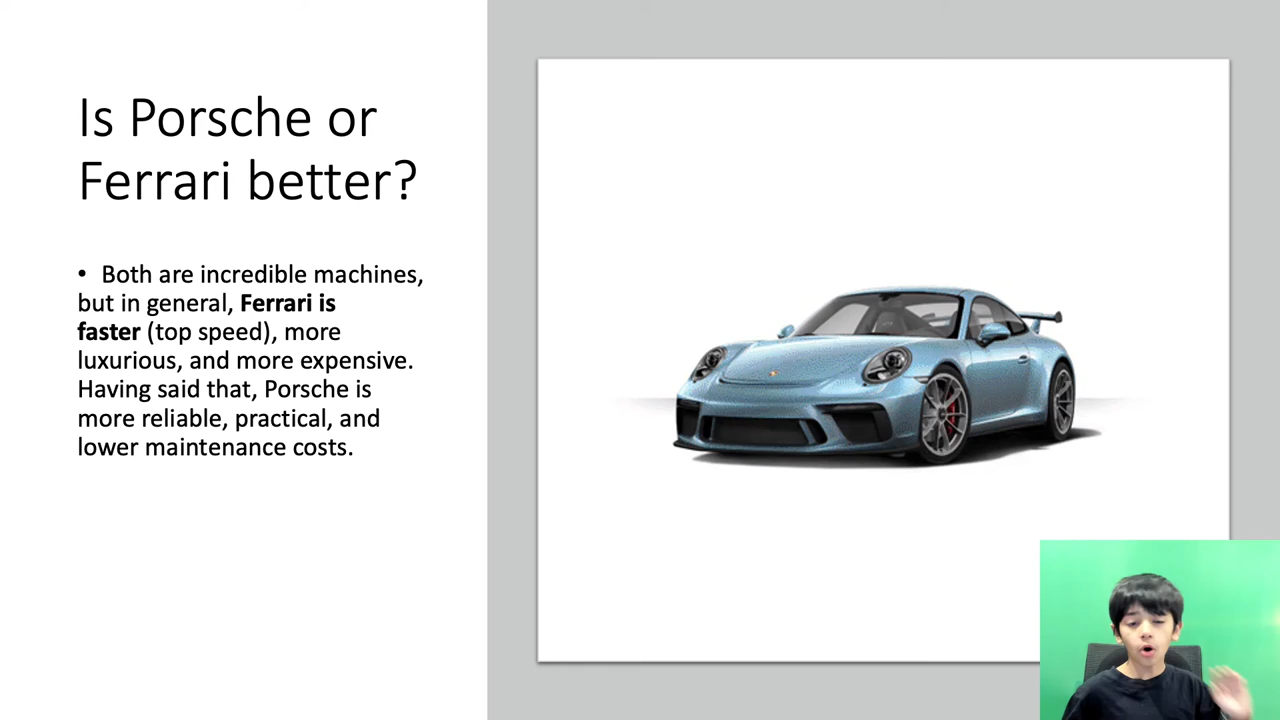 Is Porsche or
Ferrari better?
• Both are incredible machines,
but in general, Ferrari is
faster (top speed), more
luxurious, and more expensive.
Having said that, Porsche is
more reliable, practical, and
lower maintenance costs.